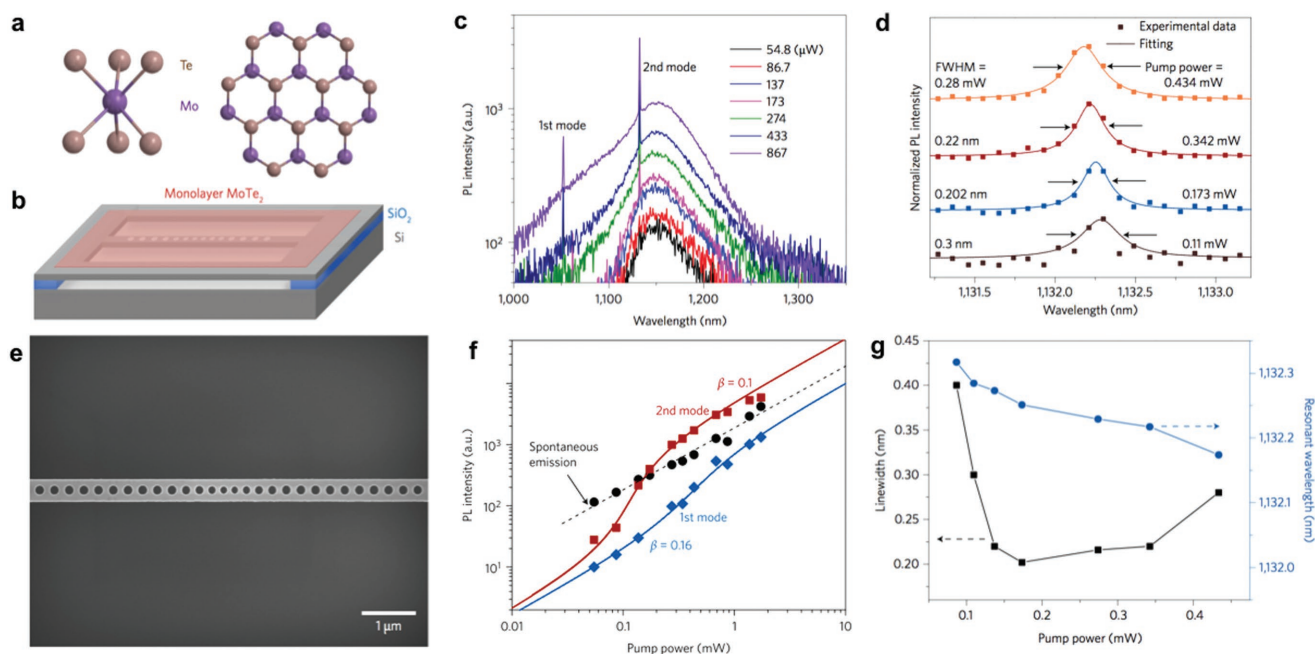 a
Te
Mo
b
Monolayer MoTe₂
SiO₂
Si
c
PL intensity (a.u.)
10³
10²
1st mode
2nd mode
54.8 (μW)
86.7
137
173
274
433
867
1,000
1,100
1,200
1,300
Wavelength (nm)
d
Normalized PL intensity
Experimental data
Fitting
FWHM =
0.28 mW
Pump power =
0.434 mW
0.22 nm
0.342 mW
0.202 nm
0.173 mW
0.3 nm
0.11 mW
1,131.5
1,132.0
1,132.5
1,133.0
Wavelength (nm)
e
1 μm
f
PL intensity (a.u.)
10⁴
10³
10²
10¹
β = 0.1
2nd mode
Spontaneous
emission
1st mode
β = 0.16
0.01
0.1
1
10
Pump power (mW)
g
Linewidth (nm)
0.45
0.40
0.35
0.30
0.25
0.20
Resonant wavelength (nm)
1,132.3
1,132.2
1,132.1
1,132.0
0.1
0.2
0.3
0.4
Pump power (mW)